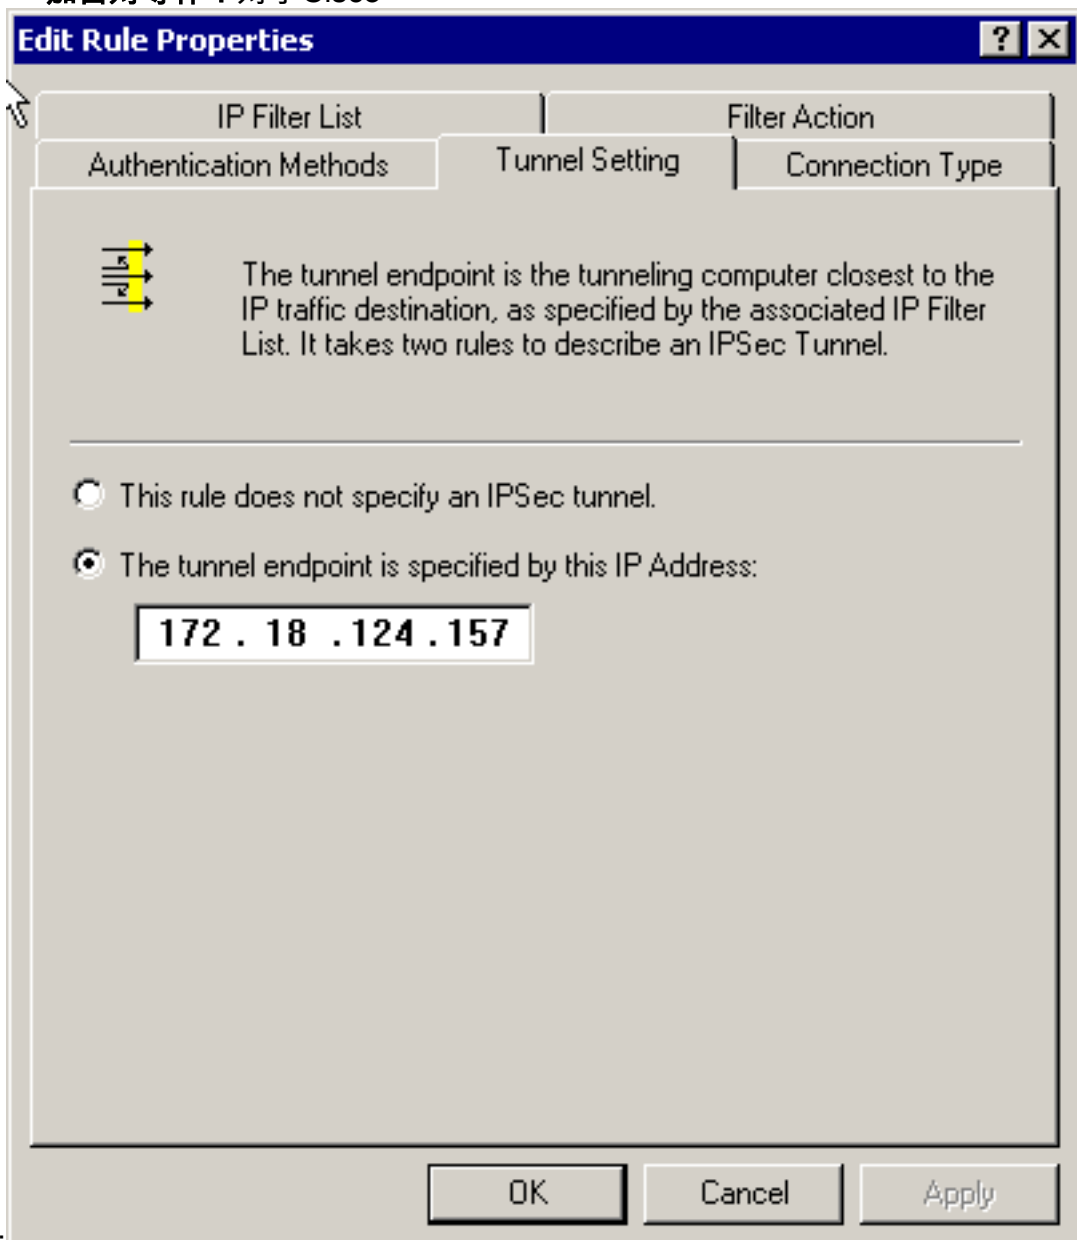 Edit Rule Properties
IP Filter List
Filter Action
Authentication Methods
Tunnel Setting
Connection Type
The tunnel endpoint is the tunneling computer closest to the
IP traffic destination, as specified by the associated IP Filter
List. It takes two rules to describe an IPSec Tunnel.
This rule does not specify an IPSec tunnel.
The tunnel endpoint is specified by this IP Address:
172 . 18 . 124 . 157
OK
Cancel
Apply